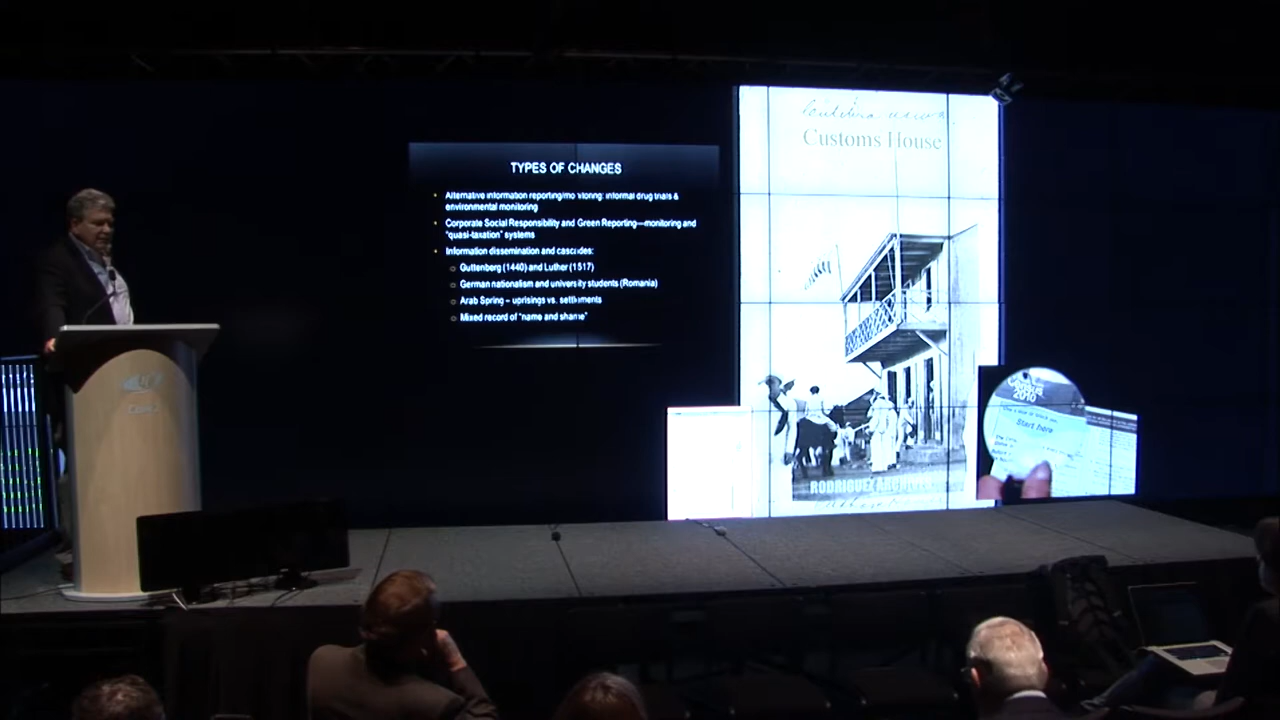 TYPES OF CHANGES
Alternative information reporting/monitoring: informal drug trials &
environmental monitoring
Corporate Social Responsibility and Green Reporting—monitoring and
"quasi-taxation" systems
Information dissemination and cascades:
Guttenberg (1440) and Luther (1517)
German nationalism and university students (Romania)
Arab Spring – uprisings vs. settlements
Mixed record of "name and shame"
Customs House
RODRIGUEZ
Census
2010
Start here